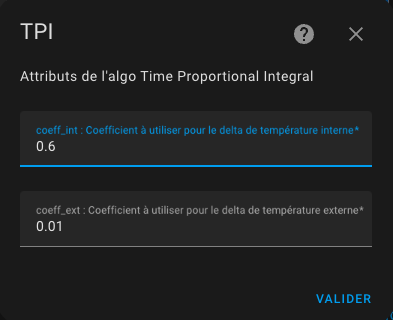 TPI
Attributs de l'algo Time Proportional Integral
coeff_int : Coefficient à utiliser pour le delta de température interne*
0.6
coeff_ext : Coefficient à utiliser pour le delta de température externe*
0.01
VALIDER